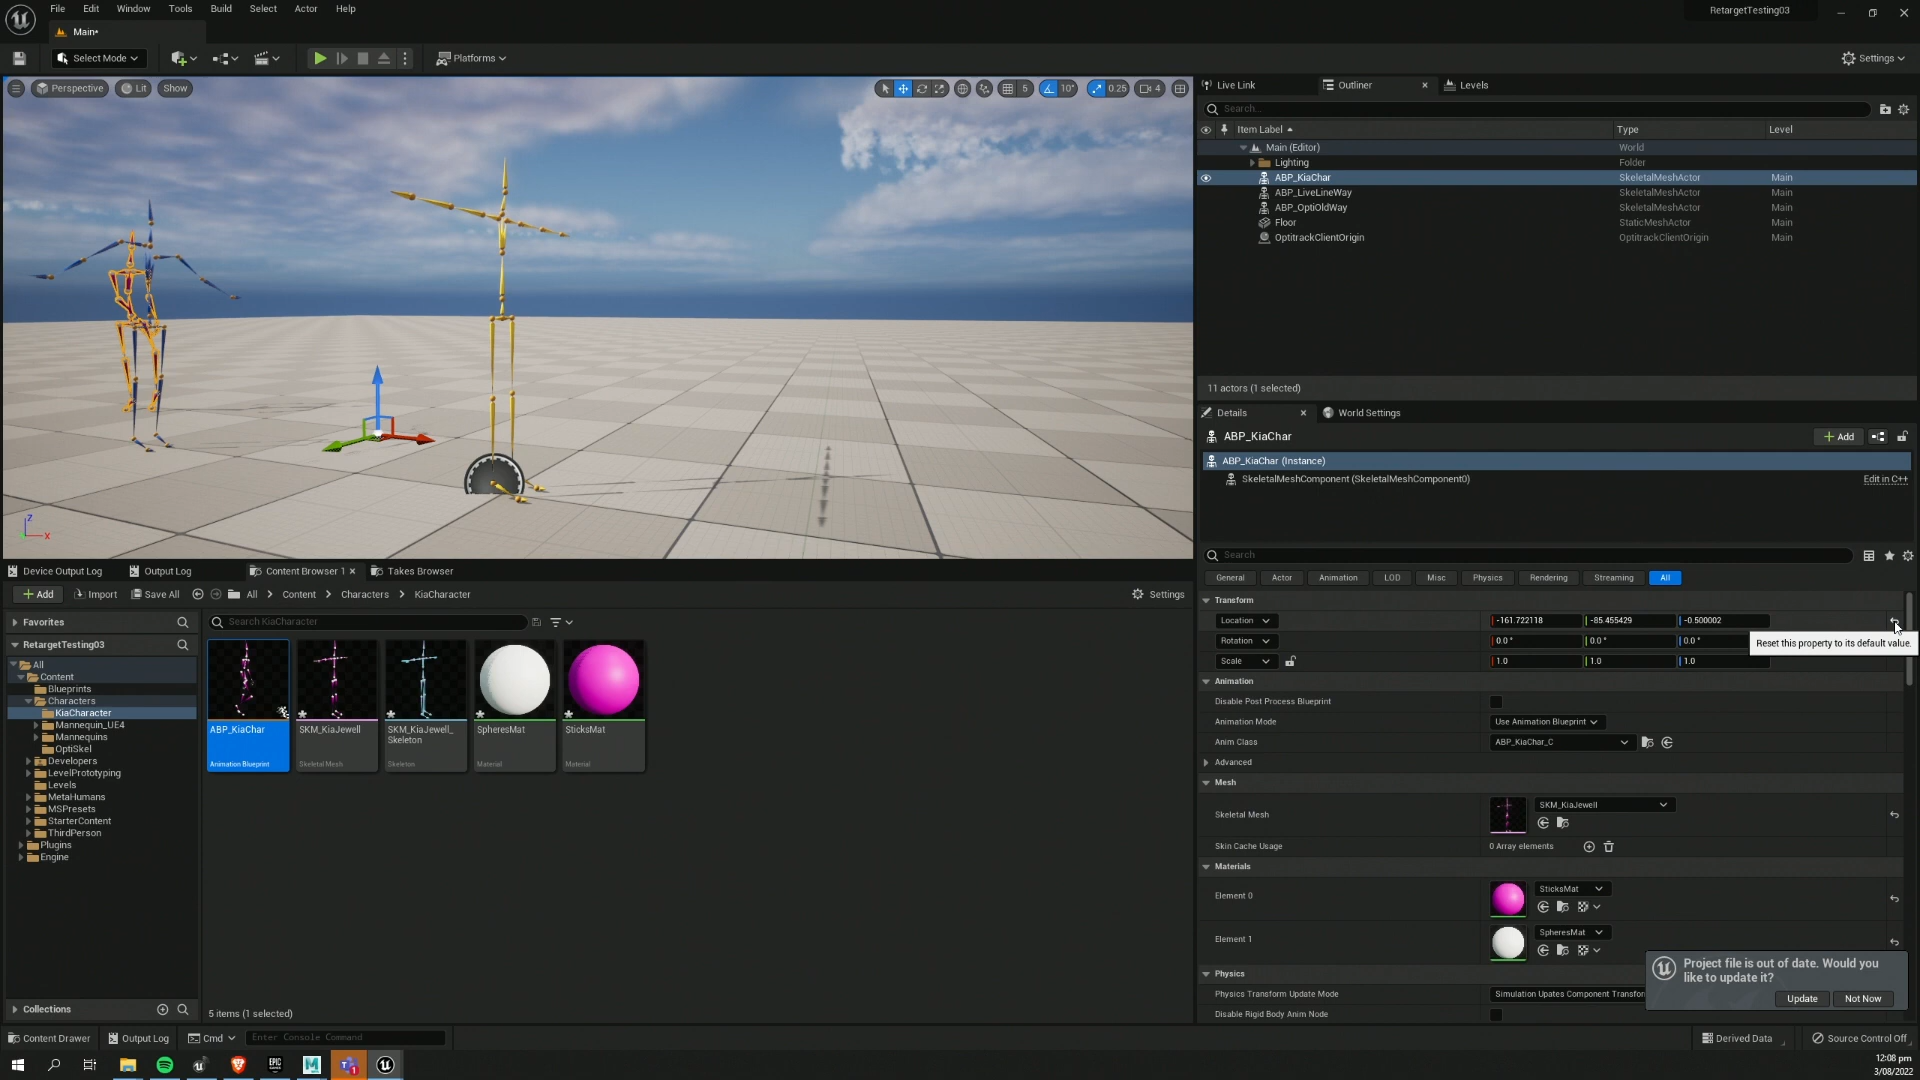 File Edit Window Tools Build Select Actor Help
RetargetTesting03
Main•
Select Mode
Platforms
Settings
Perspective Lit Show
5 10° 0.25 4
Z
X
Live Link Outliner Levels
Search...
Item Label Type Level
Main (Editor) World
Lighting Folder
ABP_KiaChar SkeletalMeshActor Main
ABP_LiveLineWay SkeletalMeshActor Main
ABP_OptiOldWay SkeletalMeshActor Main
Floor StaticMeshActor Main
OptitrackClientOrigin OptitrackClientOrigin Main
11 actors (1 selected)
Details World Settings
ABP_KiaChar
Add
ABP_KiaChar (Instance)
SkeletalMeshComponent (SkeletalMeshComponent0) Edit in C++
Search
General Actor Animation LOD Misc Physics Rendering Streaming All
Transform
Location -161.722118 -85.455429 -0.500002
Rotation 0.0 ° 0.0 ° 0.0 °
Reset this property to its default value.
Scale 1.0 1.0 1.0
Animation
Disable Post Process Blueprint
Animation Mode Use Animation Blueprint
Anim Class ABP_KiaChar_C
Advanced
Mesh
Skeletal Mesh SKM_KiaJewell
Skin Cache Usage 0 Array elements
Materials
Element 0 SticksMat
Element 1 SpheresMat
Physics
Physics Transform Update Mode Simulation Upates Component Transfor
Disable Rigid Body Anim Node
Project file is out of date. Would you
like to update it?
Update Not Now
Device Output Log Output Log Content Browser 1 Takes Browser
Add Import Save All All Content Characters KiaCharacter Settings
Favorites
RetargetTesting03
All
Content
Blueprints
Characters
KiaCharacter
Mannequin_UE4
Mannequins
OptiSkel
Developers
LevelPrototyping
Levels
MetaHumans
MSPresets
StarterContent
ThirdPerson
Plugins
Engine
Collections
Search KiaCharacter
ABP_KiaChar
Animation Blueprint
SKM_KiaJewell
Skeletal Mesh
SKM_KiaJewell_
Skeleton
Skeleton
SpheresMat
Material
SticksMat
Material
5 items (1 selected)
Content Drawer Output Log Cmd Enter Console Command Derived Data Source Control Off
EPIC
GAMES
12:08 pm
3/08/2022